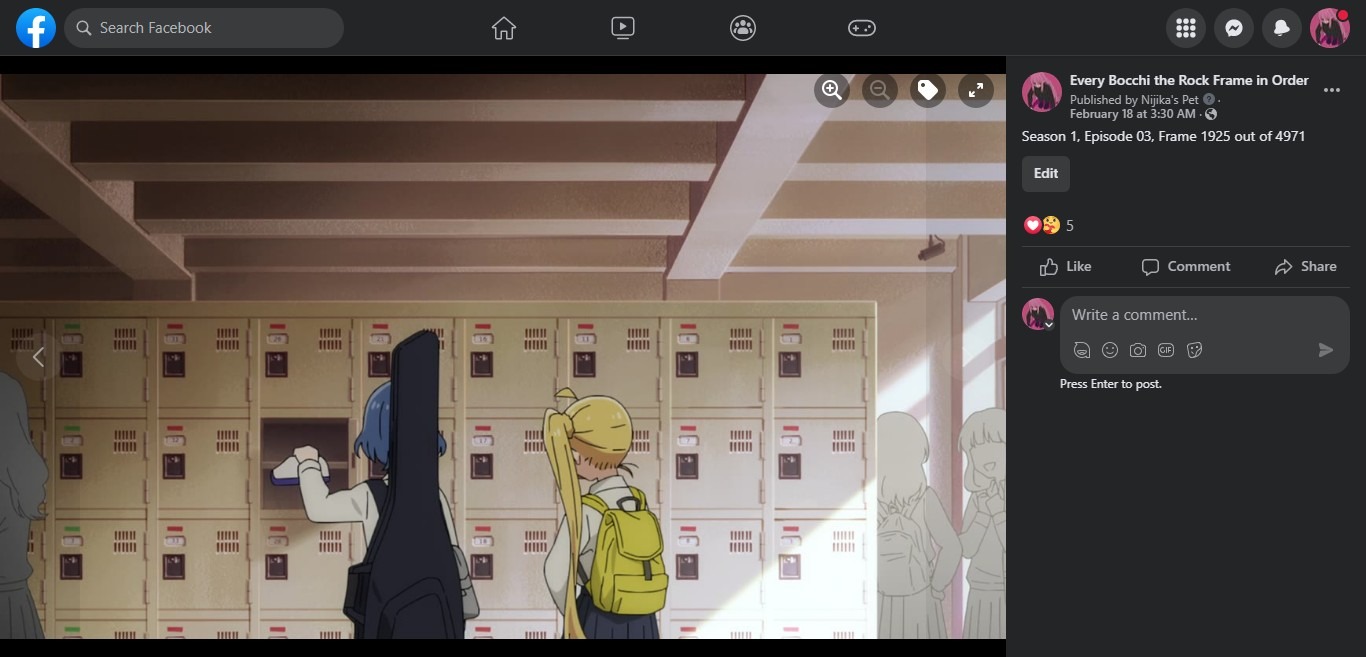 Search Facebook
Every Bocchi the Rock Frame in Order
Published by Nijika's Pet ·
February 18 at 3:30 AM ·
Season 1, Episode 03, Frame 1925 out of 4971
Edit
5
Like
Comment
Share
Write a comment...
GIF
Press Enter to post.